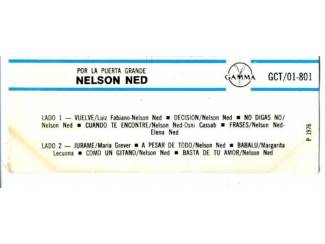 POR LA PUERTA GRANDE
NELSON NED
GAMMA
GCT/01-801
LADO 1 - VUELVE/Luiz Fabiano-Nelson Ned ■ DECISION/Nelson Ned ■ NO DIGAS NO/
Nelson Ned ■ CUANDO TE ENCONTRE/Nelson Ned-Osni Cassab ■ FRASES/Nelson Ned-
Elena Ned
LADO 2 - JURAME/Maria Grever ■ A PESAR DE TODO/Nelson Ned ■ BABALU/Margarita
Lecuona ■ COMO UN GITANO/Nelson Ned ■ BASTA DE TU AMOR/Nelson Ned
P 1976